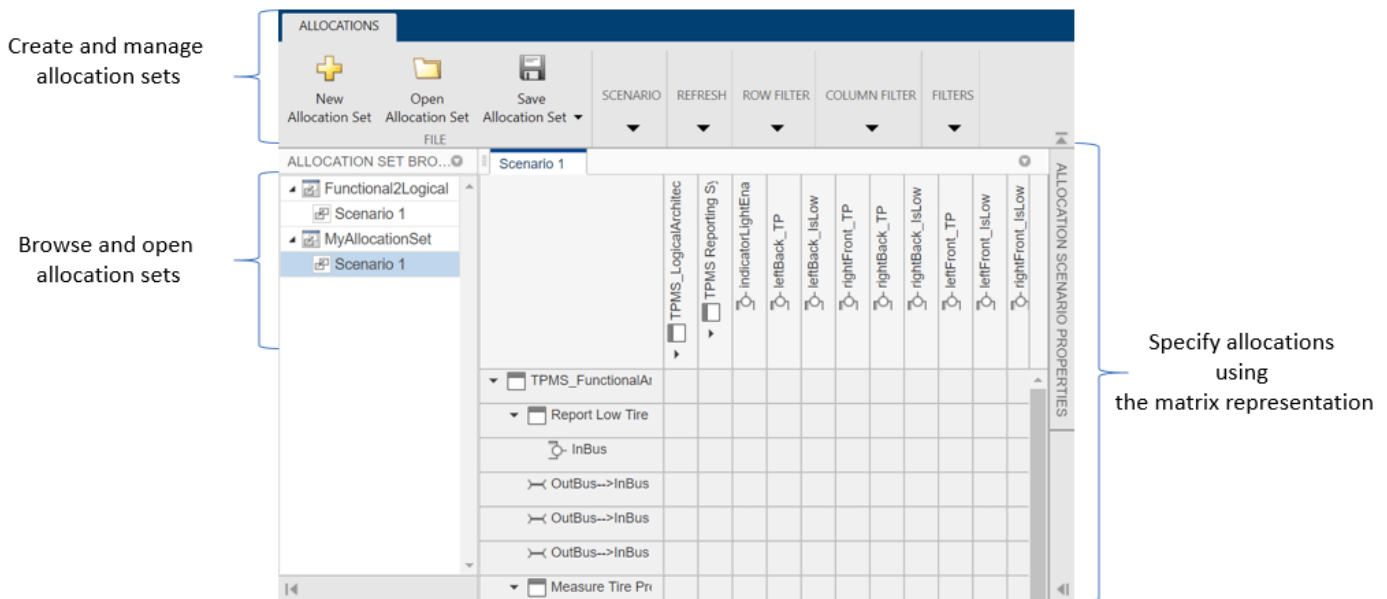 Create and manage
allocation sets
ALLOCATIONS
New
Allocation Set
Open
Allocation Set
Save
Allocation Set
FILE
SCENARIO
REFRESH
ROW FILTER
COLUMN FILTER
FILTERS
Browse and open
allocation sets
ALLOCATION SET BRO...
Functional2Logical
Scenario 1
MyAllocationSet
Scenario 1
Scenario 1
TPMS_LogicalArchitec
TPMS Reporting Sy
indicatorLightEna
leftBack_TP
leftBack_IsLow
rightFront_TP
rightBack_TP
rightBack_IsLow
leftFront_TP
leftFront_IsLow
rightFront_IsLow
TPMS_FunctionalAr
Report Low Tire
InBus
OutBus-->InBus
OutBus-->InBus
OutBus-->InBus
Measure Tire Pre
ALLOCATION SCENARIO PROPERTIES
Specify allocations
using
the matrix representation